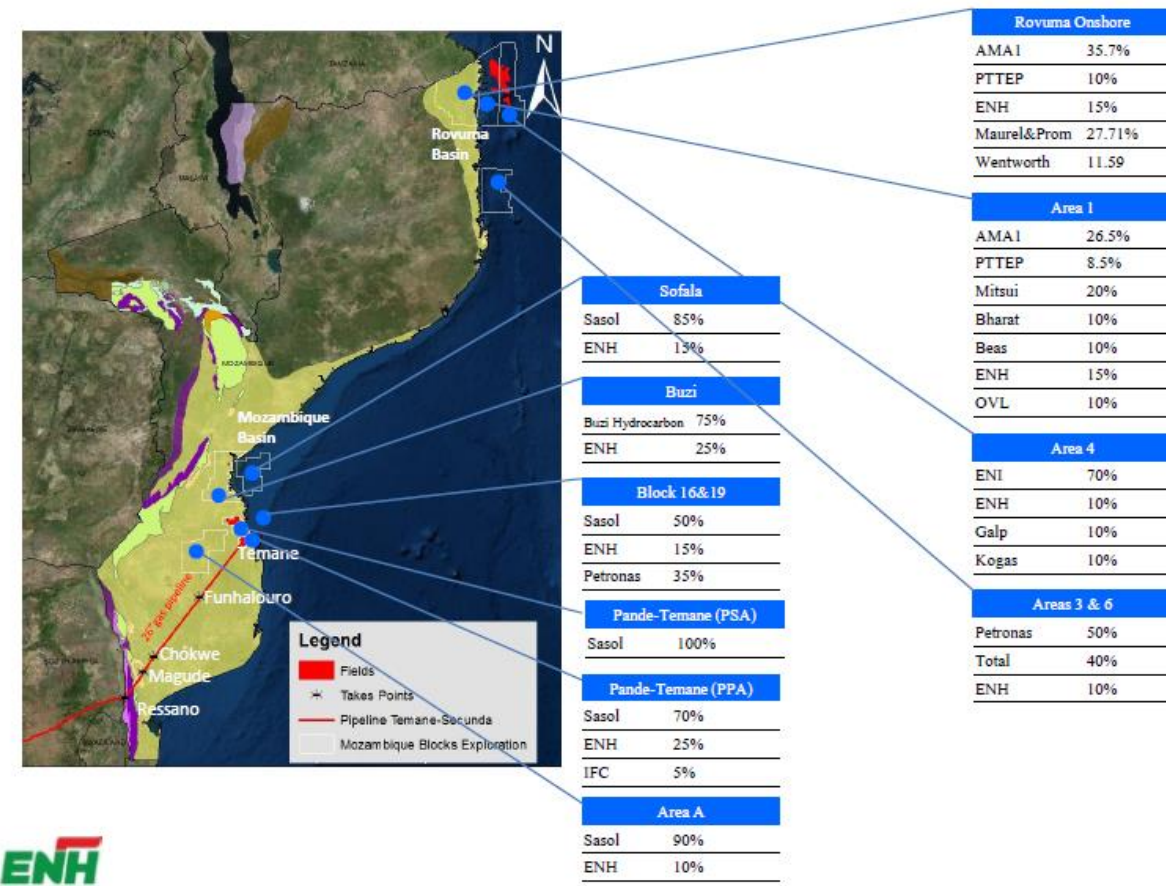 N
TANZANIA
Rovuma
Basin
MALAWI
MOZAMBIQUE
Mozambique
Basin
Temane
Funhalouro
26" gas pipeline
Chókwe
Magude
Ressano
Legend
Fields
Takes Points
Pipeline Temane-Secunda
Mozambique Blocks Exploration
ENH
Sofala
Sasol 85%
ENH 15%
Buzi
Buzi Hydrocarbon 75%
ENH 25%
Block 16&19
Sasol 50%
ENH 15%
Petronas 35%
Pande-Temane (PSA)
Sasol 100%
Pande-Temane (PPA)
Sasol 70%
ENH 25%
IFC 5%
Area A
Sasol 90%
ENH 10%
Rovuma Onshore
AMA1 35.7%
PTTEP 10%
ENH 15%
Maurel&Prom 27.71%
Wentworth 11.59
Area 1
AMA1 26.5%
PTTEP 8.5%
Mitsui 20%
Bharat 10%
Beas 10%
ENH 15%
OVL 10%
Area 4
ENI 70%
ENH 10%
Galp 10%
Kogas 10%
Areas 3 & 6
Petronas 50%
Total 40%
ENH 10%